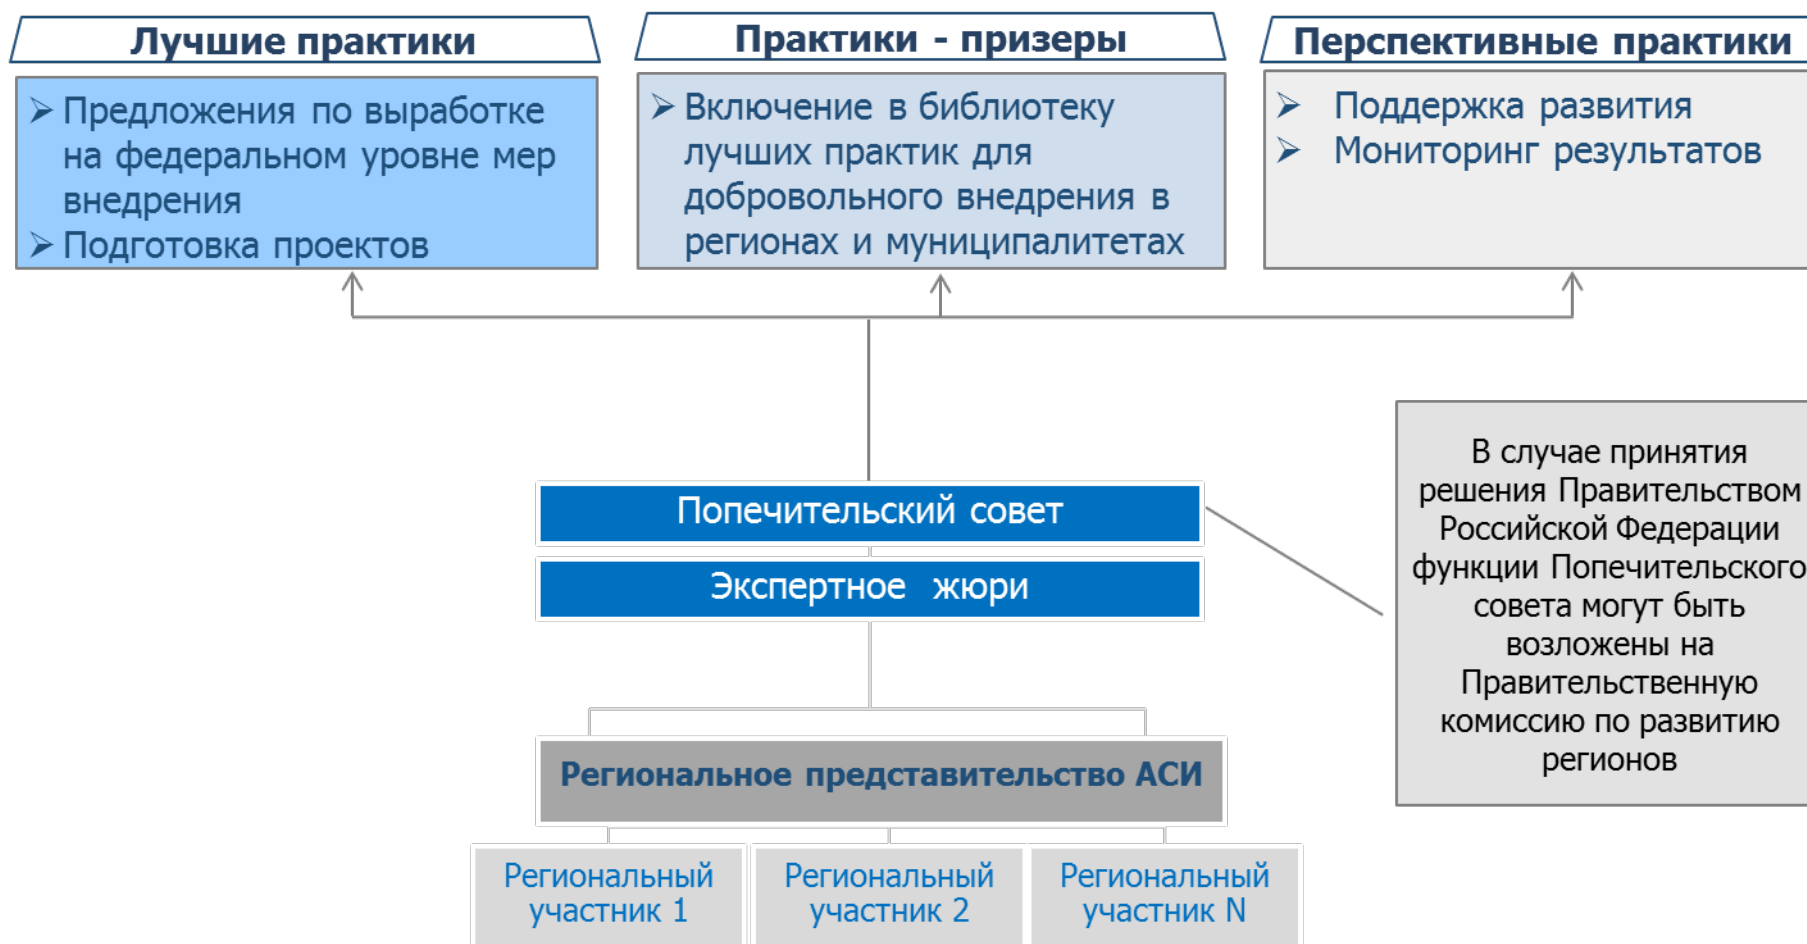 Лучшие практики
➢ Предложения по выработке
на федеральном уровне мер
внедрения
➢ Подготовка проектов
Практики - призеры
➢ Включение в библиотеку
лучших практик для
добровольного внедрения в
регионах и муниципалитетах
Перспективные практики
➢ Поддержка развития
➢ Мониторинг результатов
Попечительский совет
Экспертное жюри
В случае принятия
решения Правительством
Российской Федерации
функции Попечительского
совета могут быть
возложены на
Правительственную
комиссию по развитию
регионов
Региональное представительство АСИ
Региональный
участник 1
Региональный
участник 2
Региональный
участник N